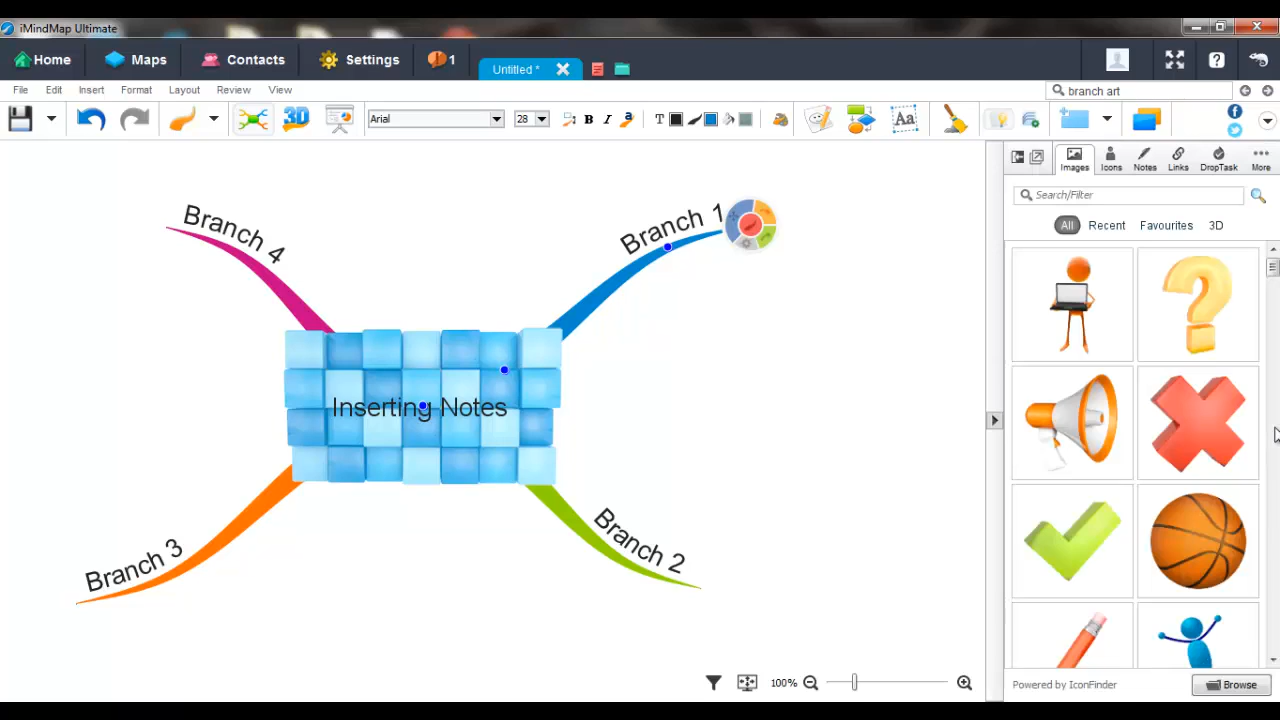 iMindMap Ultimate
Home
Maps
Contacts
Settings
1
Untitled *
File
Edit
Insert
Format
Layout
Review
View
branch art
3D
Arial
28
B
I
a
T
Aa
Images
Icons
Notes
Links
DropTask
More
Search/Filter
All
Recent
Favourites
3D
Branch 4
Branch 1
Inserting Notes
Branch 3
Branch 2
100%
Powered by IconFinder
Browse